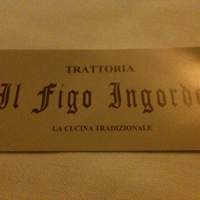 TRATTORIA
Il Figo Ingordo
LA CUCINA TRADIZIONALE